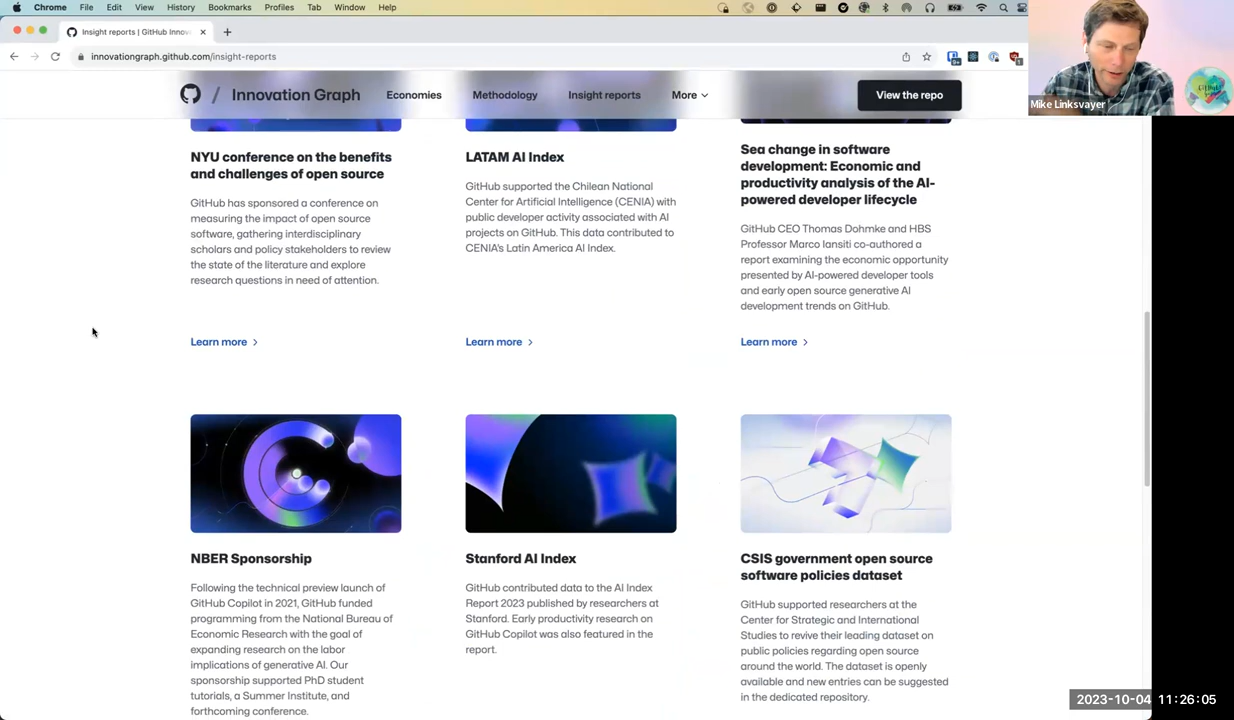 Chrome File Edit View History Bookmarks Profiles Tab Window Help
Insight reports | GitHub Innov
innovationgraph.github.com/insight-reports
9+
1
/ Innovation Graph Economies Methodology Insight reports More View the repo
Mike Linksvayer
NYU conference on the benefits
and challenges of open source
GitHub has sponsored a conference on
measuring the impact of open source
software, gathering interdisciplinary
scholars and policy stakeholders to review
the state of the literature and explore
research questions in need of attention.
Learn more
LATAM AI Index
GitHub supported the Chilean National
Center for Artificial Intelligence (CENIA) with
public developer activity associated with AI
projects on GitHub. This data contributed to
CENIA's Latin America AI Index.
Learn more
Sea change in software
development: Economic and
productivity analysis of the AI-
powered developer lifecycle
GitHub CEO Thomas Dohmke and HBS
Professor Marco Iansiti co-authored a
report examining the economic opportunity
presented by AI-powered developer tools
and early open source generative AI
development trends on GitHub.
Learn more
NBER Sponsorship
Following the technical preview launch of
GitHub Copilot in 2021, GitHub funded
programming from the National Bureau of
Economic Research with the goal of
expanding research on the labor
implications of generative AI. Our
sponsorship supported PhD student
tutorials, a Summer Institute, and
forthcoming conference.
Stanford AI Index
GitHub contributed data to the AI Index
Report 2023 published by researchers at
Stanford. Early productivity research on
GitHub Copilot was also featured in the
report.
CSIS government open source
software policies dataset
GitHub supported researchers at the
Center for Strategic and International
Studies to revive their leading dataset on
public policies regarding open source
around the world. The dataset is openly
available and new entries can be suggested
in the dedicated repository.
2023-10-04 11:26:05